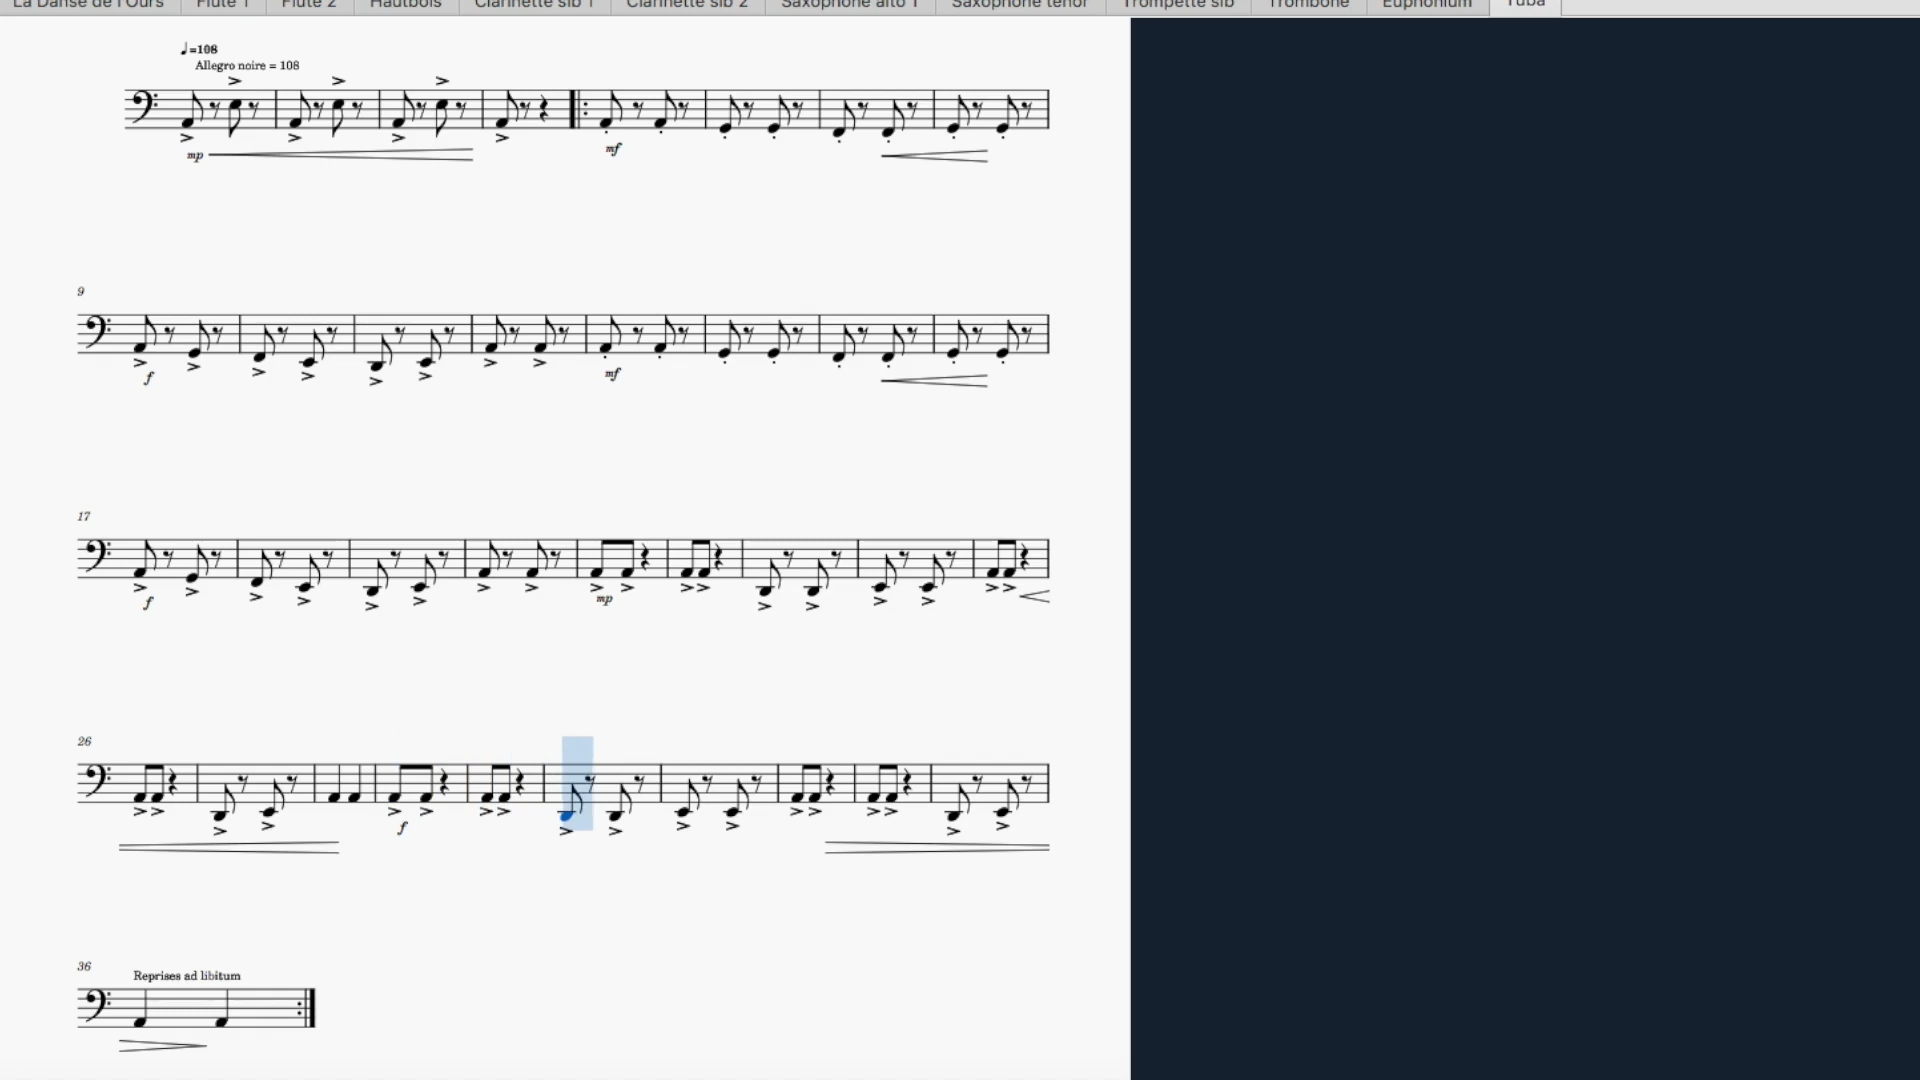 La Danse de l'Ours Flûte 1 Flûte 2 Hautbois Clarinette sib 1 Clarinette sib 2 Saxophone alto 1 Saxophone ténor Trompette sib Trombone Euphonium Tuba
=108
Allegro noire = 108
mp mf
9
f mf
17
f mp
26
f
36 Reprises ad libitum